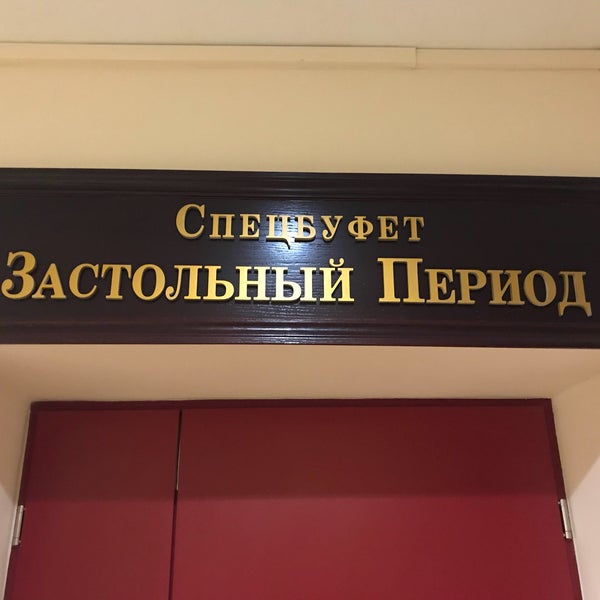 Спецбуфет
Застольный Период